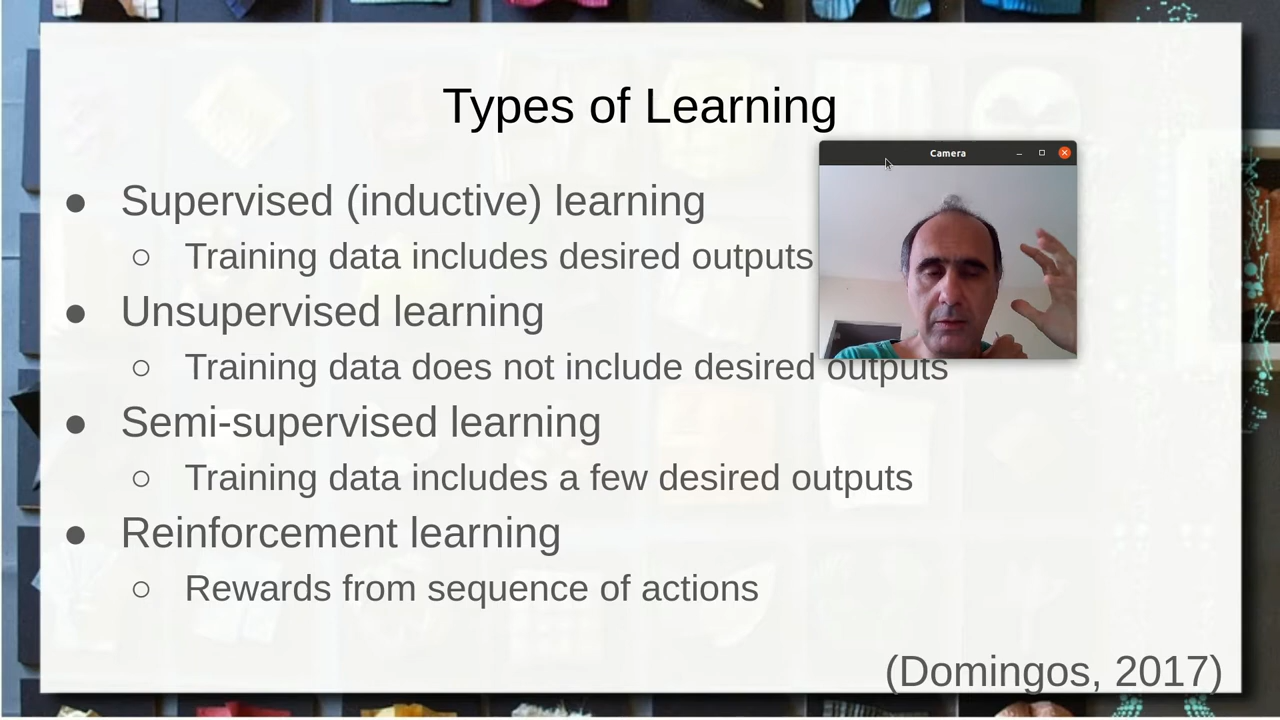 Types of Learning
Camera
● Supervised (inductive) learning
○ Training data includes desired outputs
● Unsupervised learning
○ Training data does not include desired outputs
● Semi-supervised learning
○ Training data includes a few desired outputs
● Reinforcement learning
○ Rewards from sequence of actions
(Domingos, 2017)